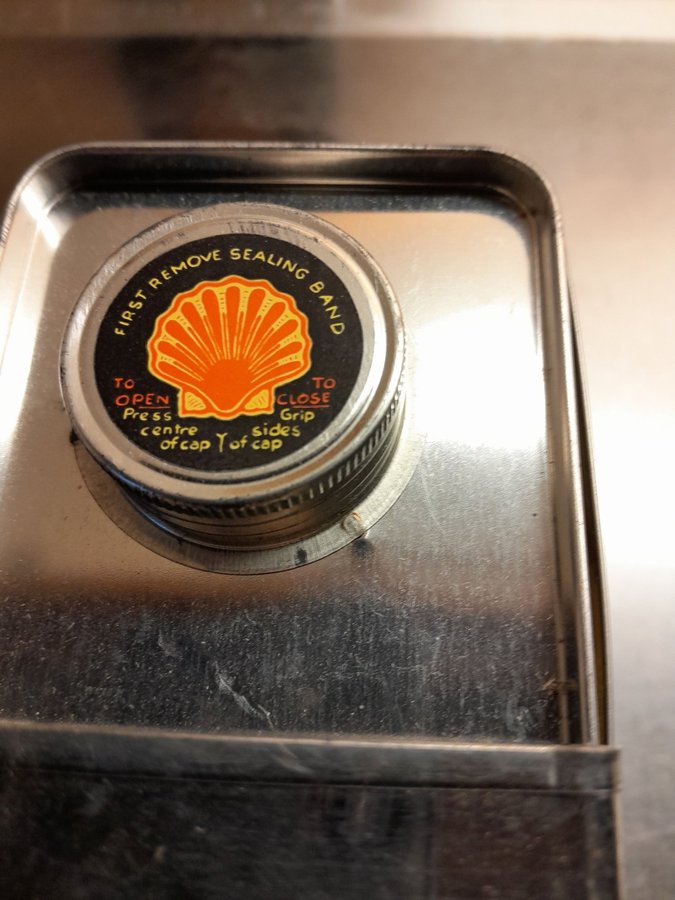 FIRST REMOVE SEALING BAND
TO OPEN
Press centre of cap
TO CLOSE
Grip sides of cap